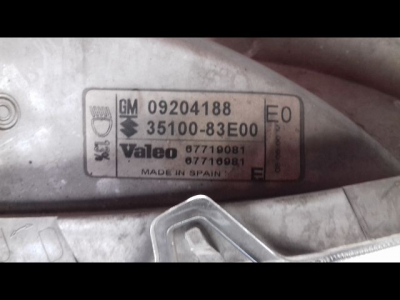 GM 09204188 E0
35100-83E00
Valeo 67719081
67716981
MADE IN SPAIN E